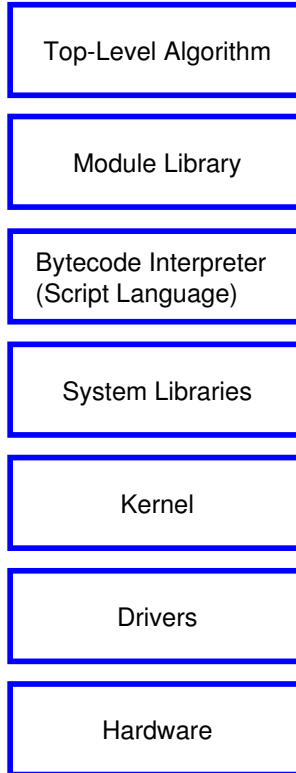 Top-Level Algorithm
Module Library
Bytecode Interpreter
(Script Language)
System Libraries
Kernel
Drivers
Hardware